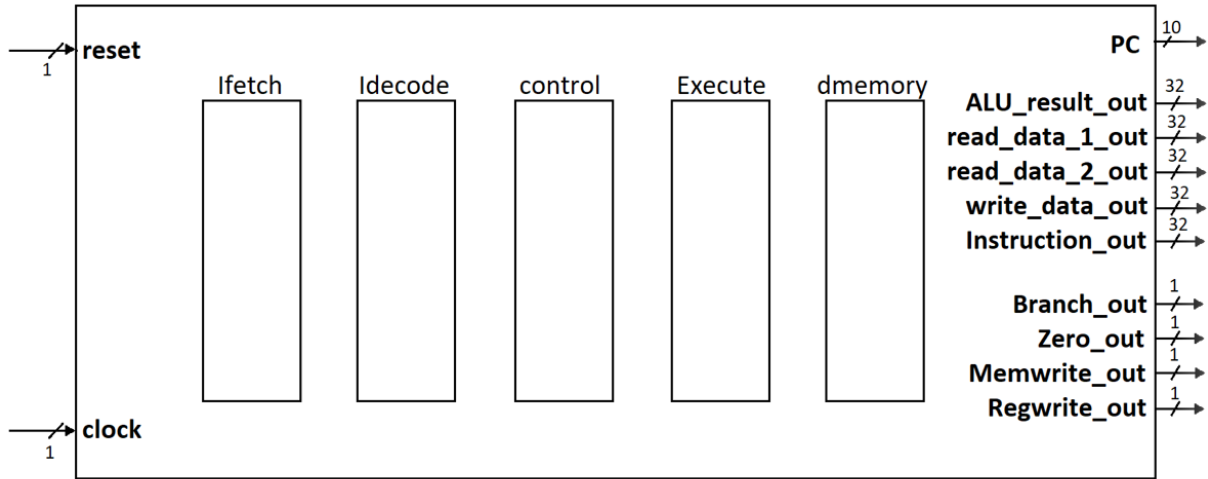 reset
1
Ifetch
Idecode
control
Execute
dmemory
clock
1
PC
10
ALU_result_out
32
read_data_1_out
32
read_data_2_out
32
write_data_out
32
Instruction_out
32
Branch_out
1
Zero_out
1
Memwrite_out
1
Regwrite_out
1